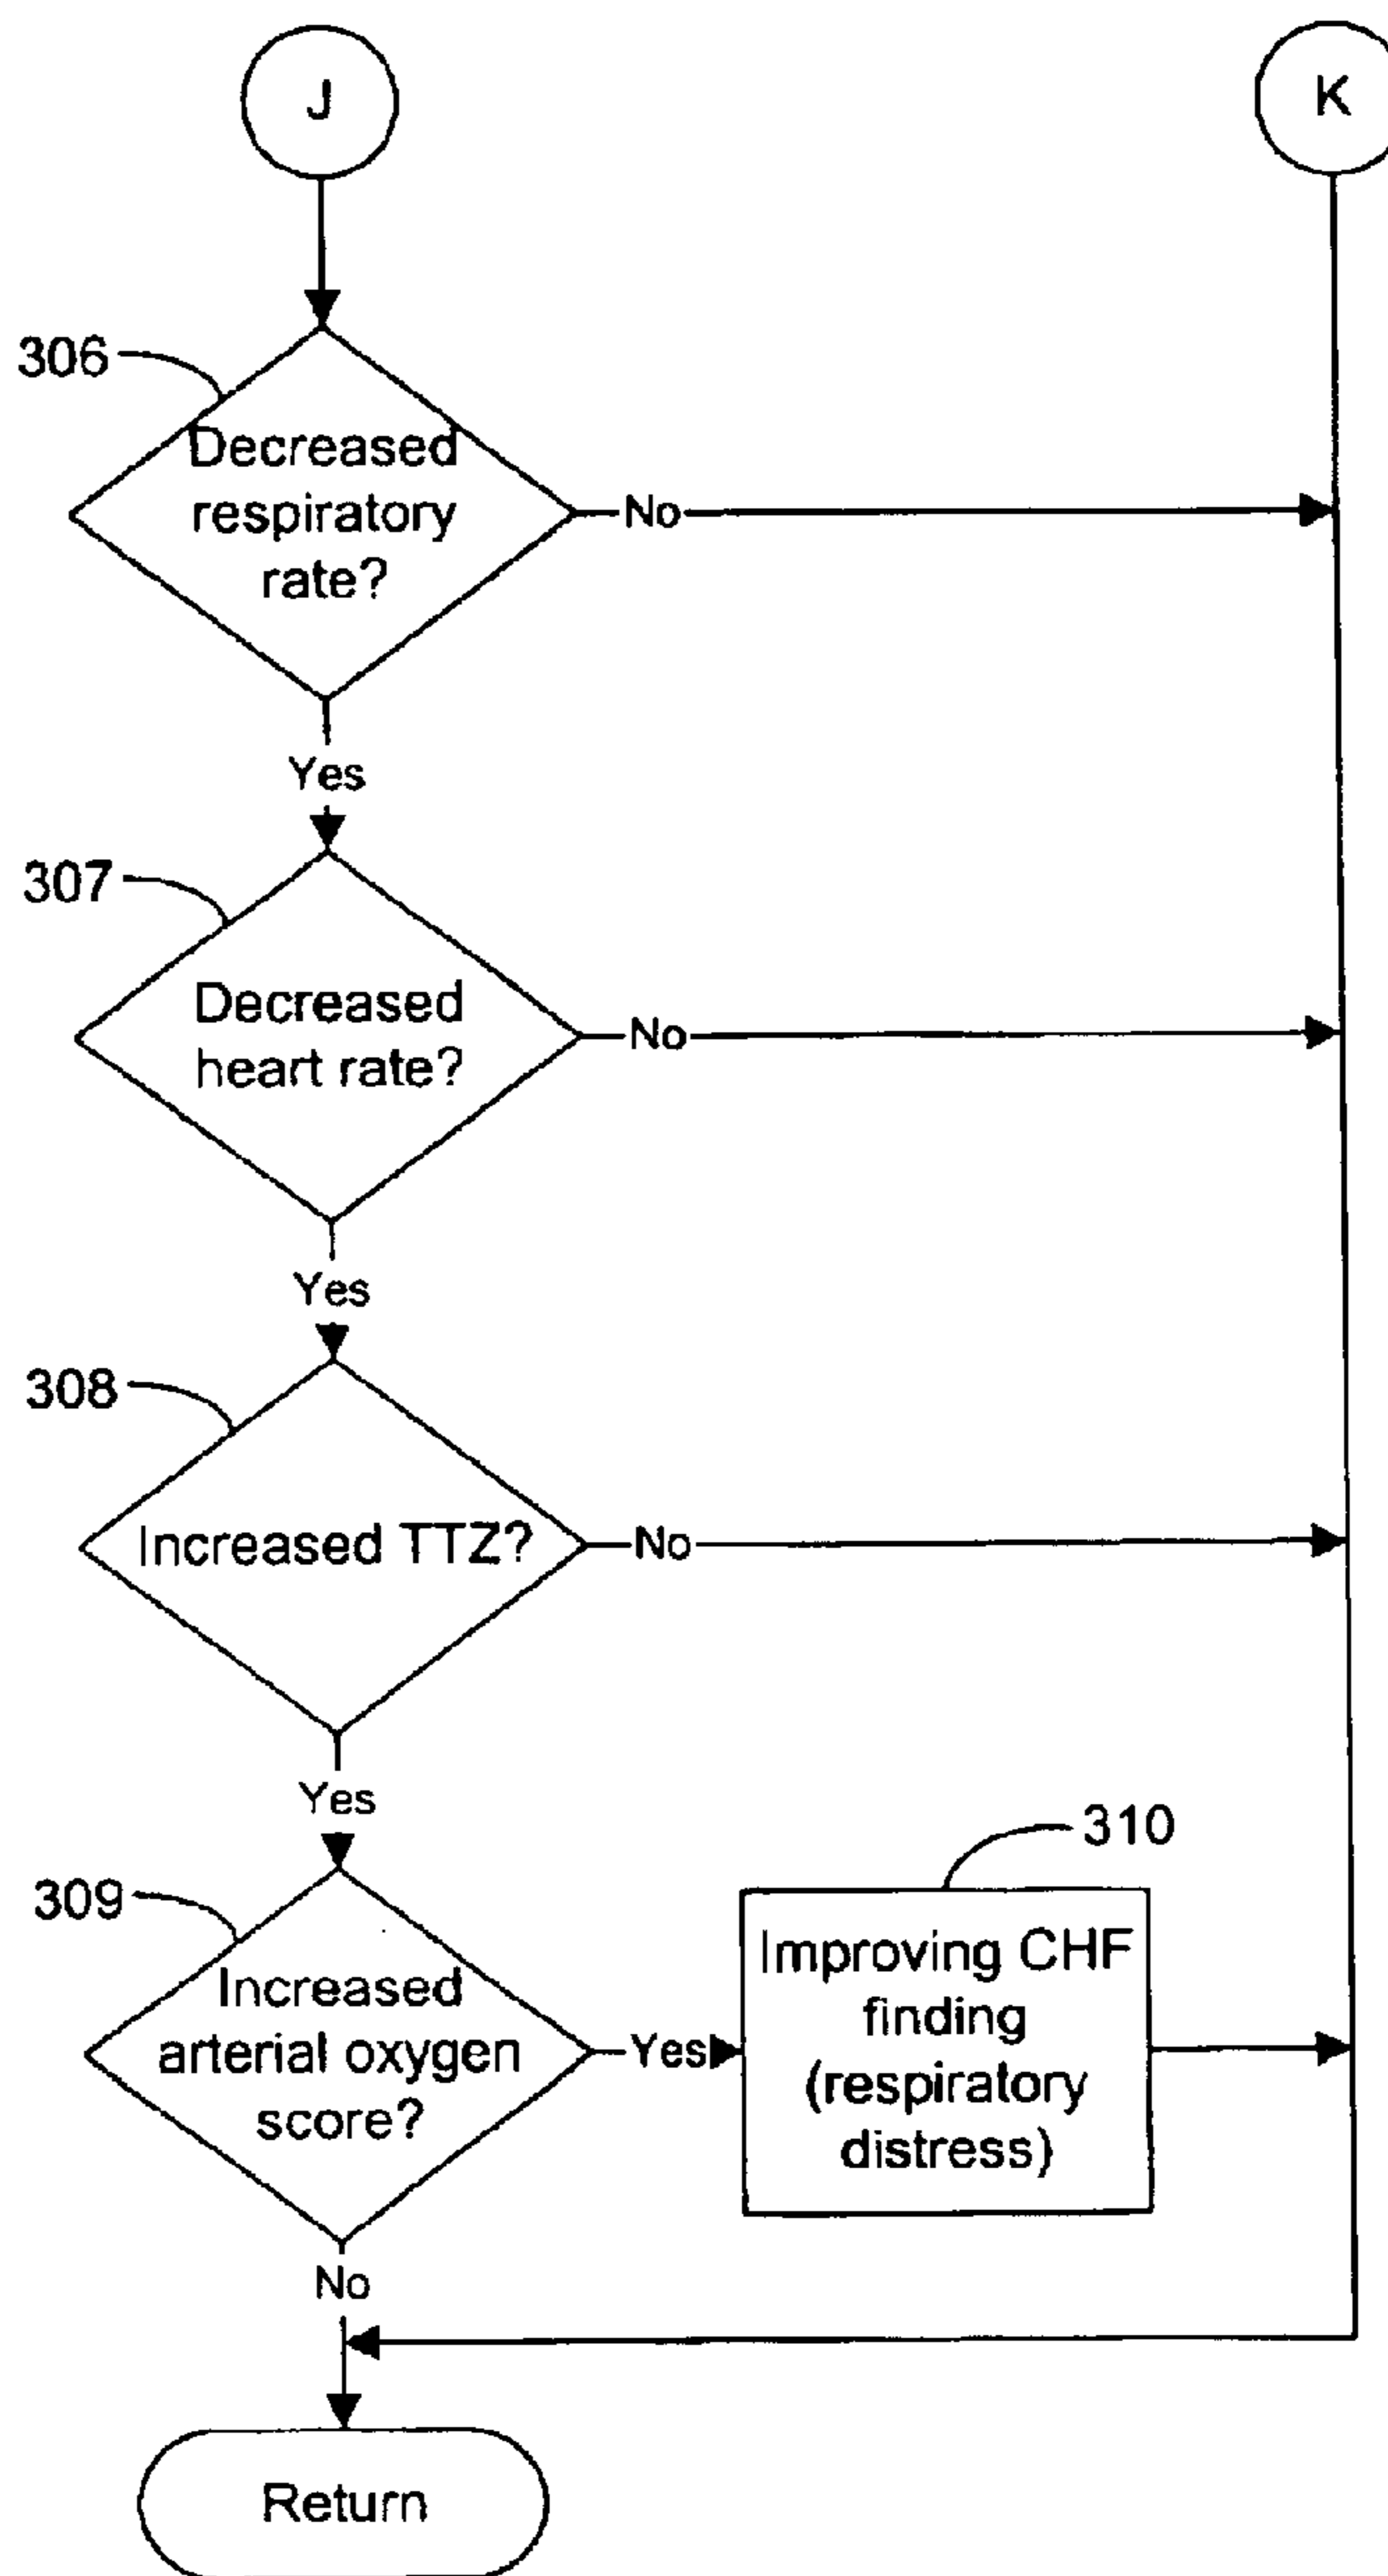 J
K
306
Decreased
respiratory
rate?
No
Yes
307
Decreased
heart rate?
No
Yes
308
Increased TTZ?
No
Yes
309
Increased
arterial oxygen
score?
Yes
310
Improving CHF
finding
(respiratory
distress)
No
Return